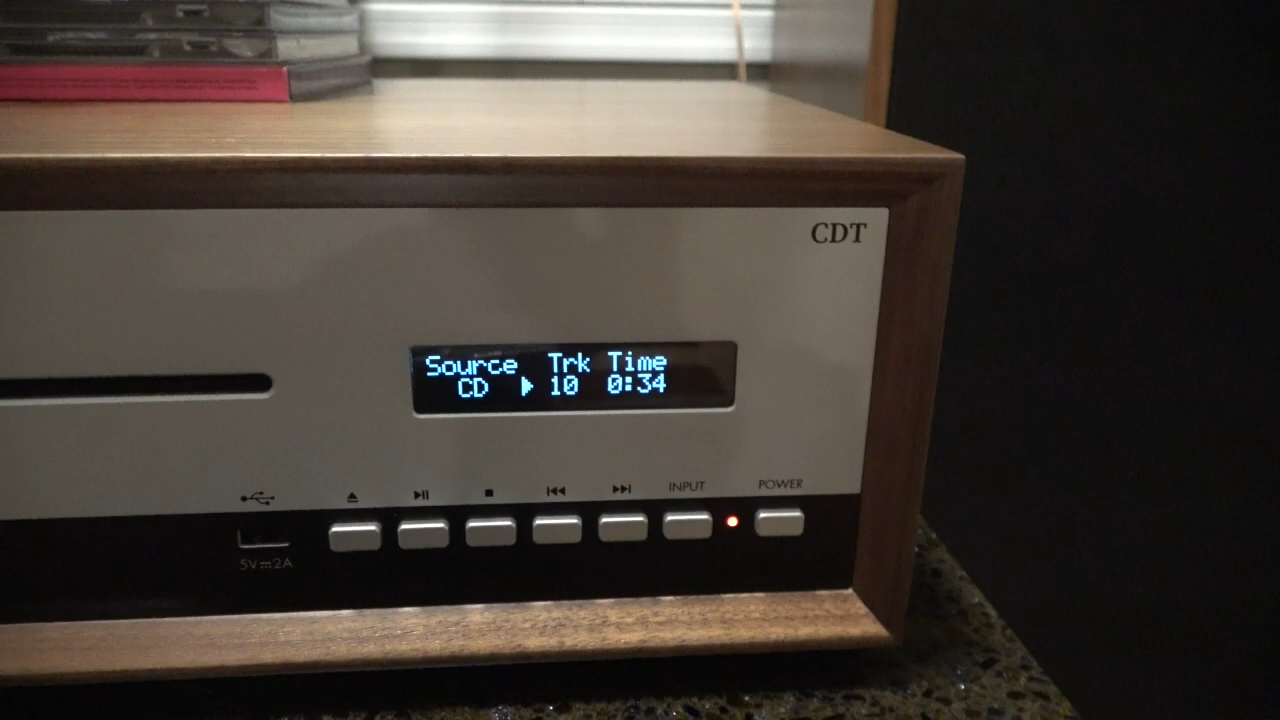 CDT
Source Trk Time
CD 10 0:34
INPUT
POWER
5V⎓2A